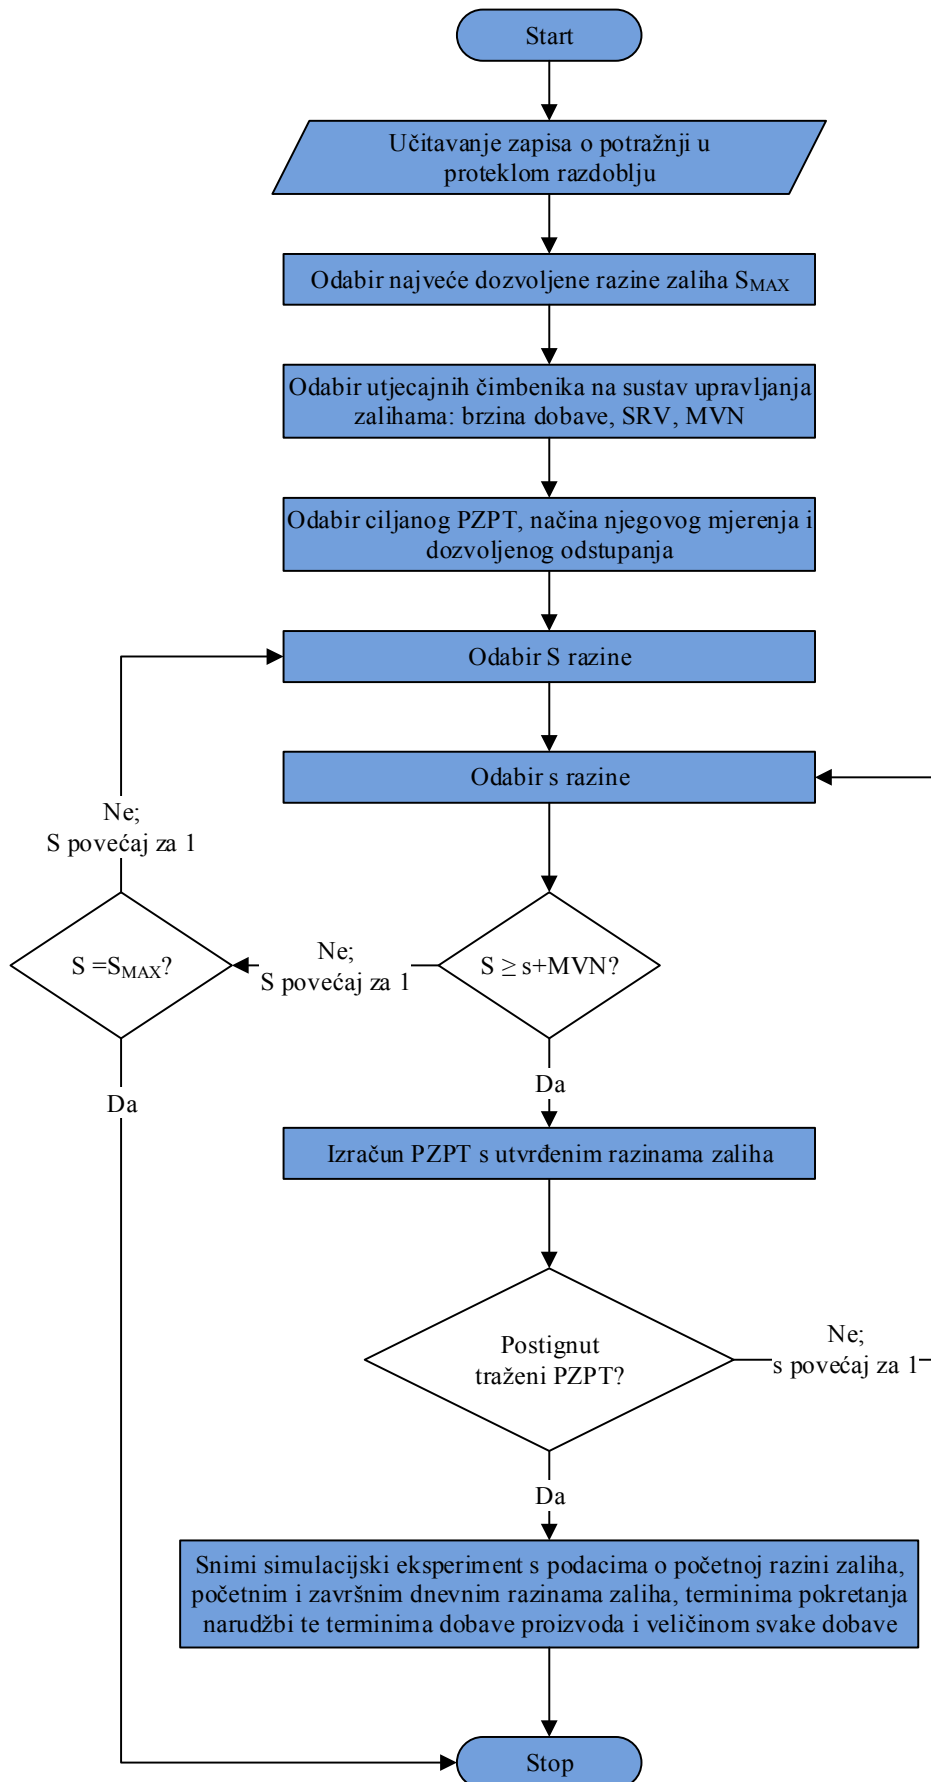 Start
Učitavanje zapisa o potražnji u
proteklom razdoblju
Odabir najveće dozvoljene razine zaliha SMAX
Odabir utjecajnih čimbenika na sustav upravljanja
zalihama: brzina dobave, SRV, MVN
Odabir ciljanog PZPT, načina njegovog mjerenja i
dozvoljenog odstupanja
Odabir S razine
Odabir s razine
Ne;
S povećaj za 1
S =SMAX?
Ne;
S povećaj za 1
S ≥ s+MVN?
Da
Da
Izračun PZPT s utvrđenim razinama zaliha
Postignut
traženi PZPT?
Ne;
s povećaj za 1
Da
Snimi simulacijski eksperiment s podacima o početnoj razini zaliha,
početnim i završnim dnevnim razinama zaliha, terminima pokretanja
narudžbi te terminima dobave proizvoda i veličinom svake dobave
Stop